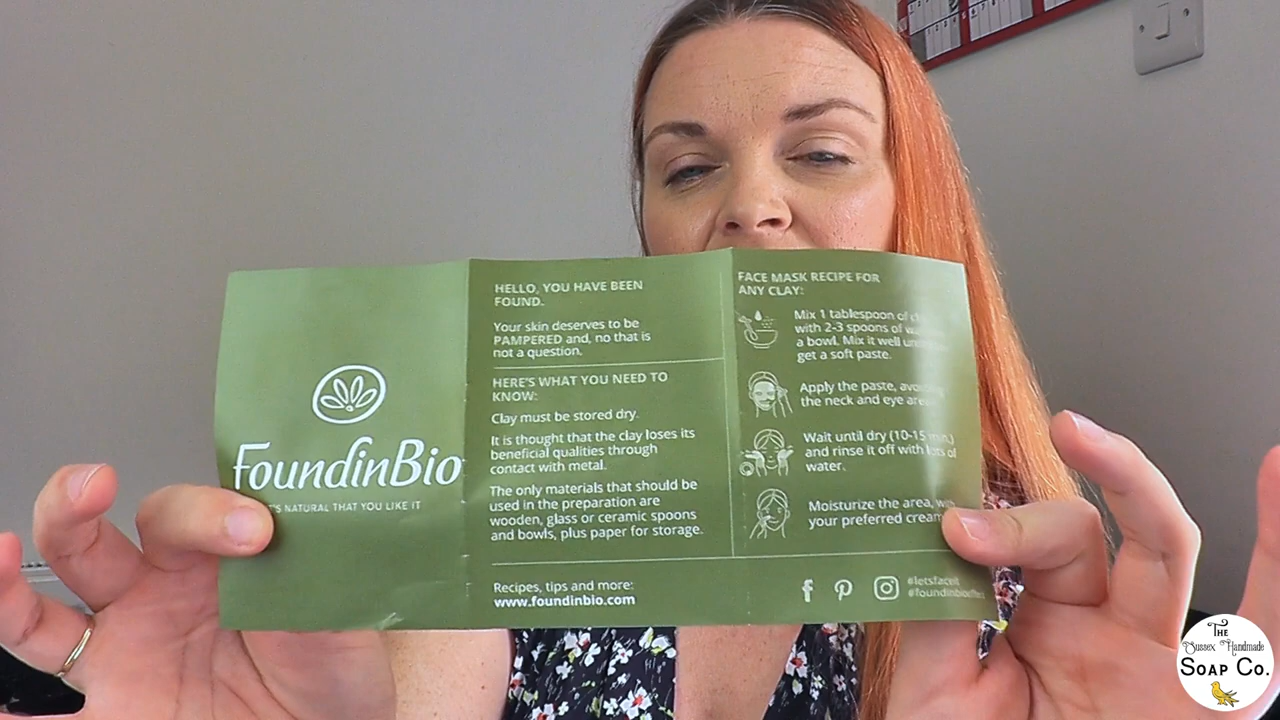 FoundinBio
'S NATURAL THAT YOU LIKE IT
HELLO, YOU HAVE BEEN
FOUND.
Your skin deserves to be
PAMPERED and, no that is
not a question.
HERE'S WHAT YOU NEED TO
KNOW:
Clay must be stored dry.
It is thought that the clay loses its
beneficial qualities through
contact with metal.
The only materials that should be
used in the preparation are
wooden, glass or ceramic spoons
and bowls, plus paper for storage.
Recipes, tips and more:
www.foundinbio.com
FACE MASK RECIPE FOR
ANY CLAY:
Mix 1 tablespoon of
with 2-3 spoons of
a bowl. Mix it well
get a soft paste.
Apply the paste,
the neck and eye
Wait until dry (10-15
and rinse it off with
of
water.
Moisturize the area,
your preferred cream
#letsfaceit
The
Sussex Handmade
SOAP CO.